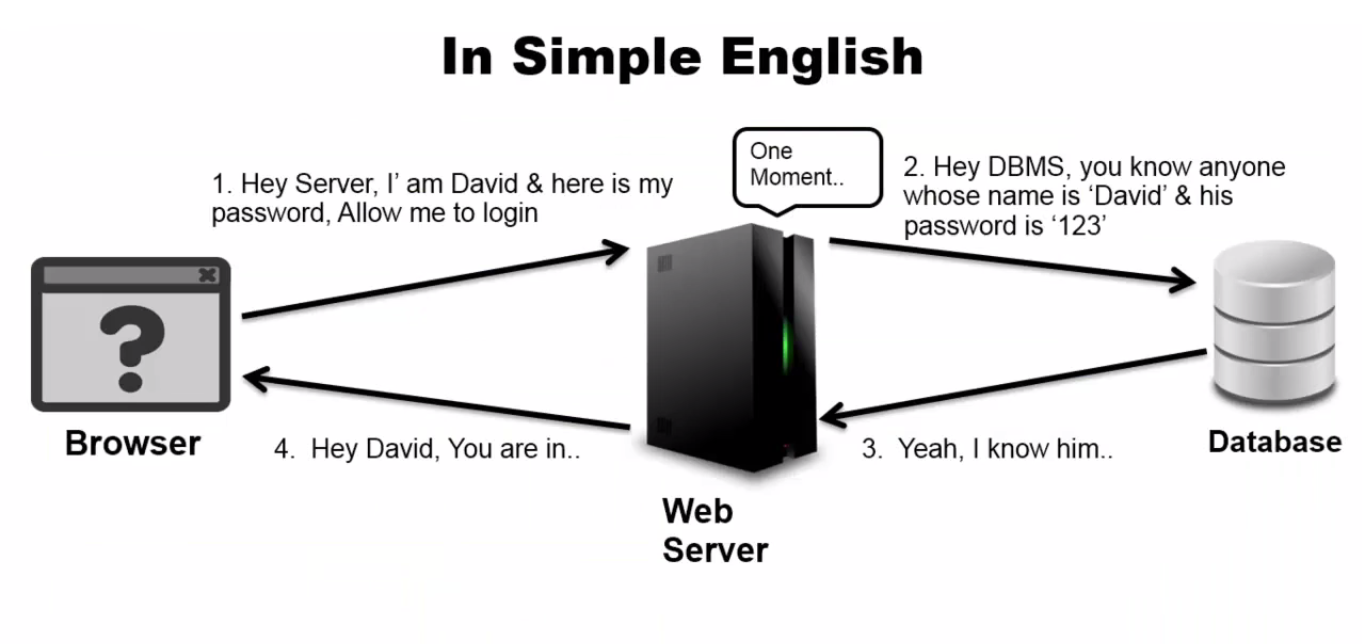 In Simple English
1. Hey Server, I' am David & here is my
password, Allow me to login
One
Moment..
2. Hey DBMS, you know anyone
whose name is ‘David’ & his
password is ‘123’
Browser
4. Hey David, You are in..
3. Yeah, I know him..
Database
Web
Server